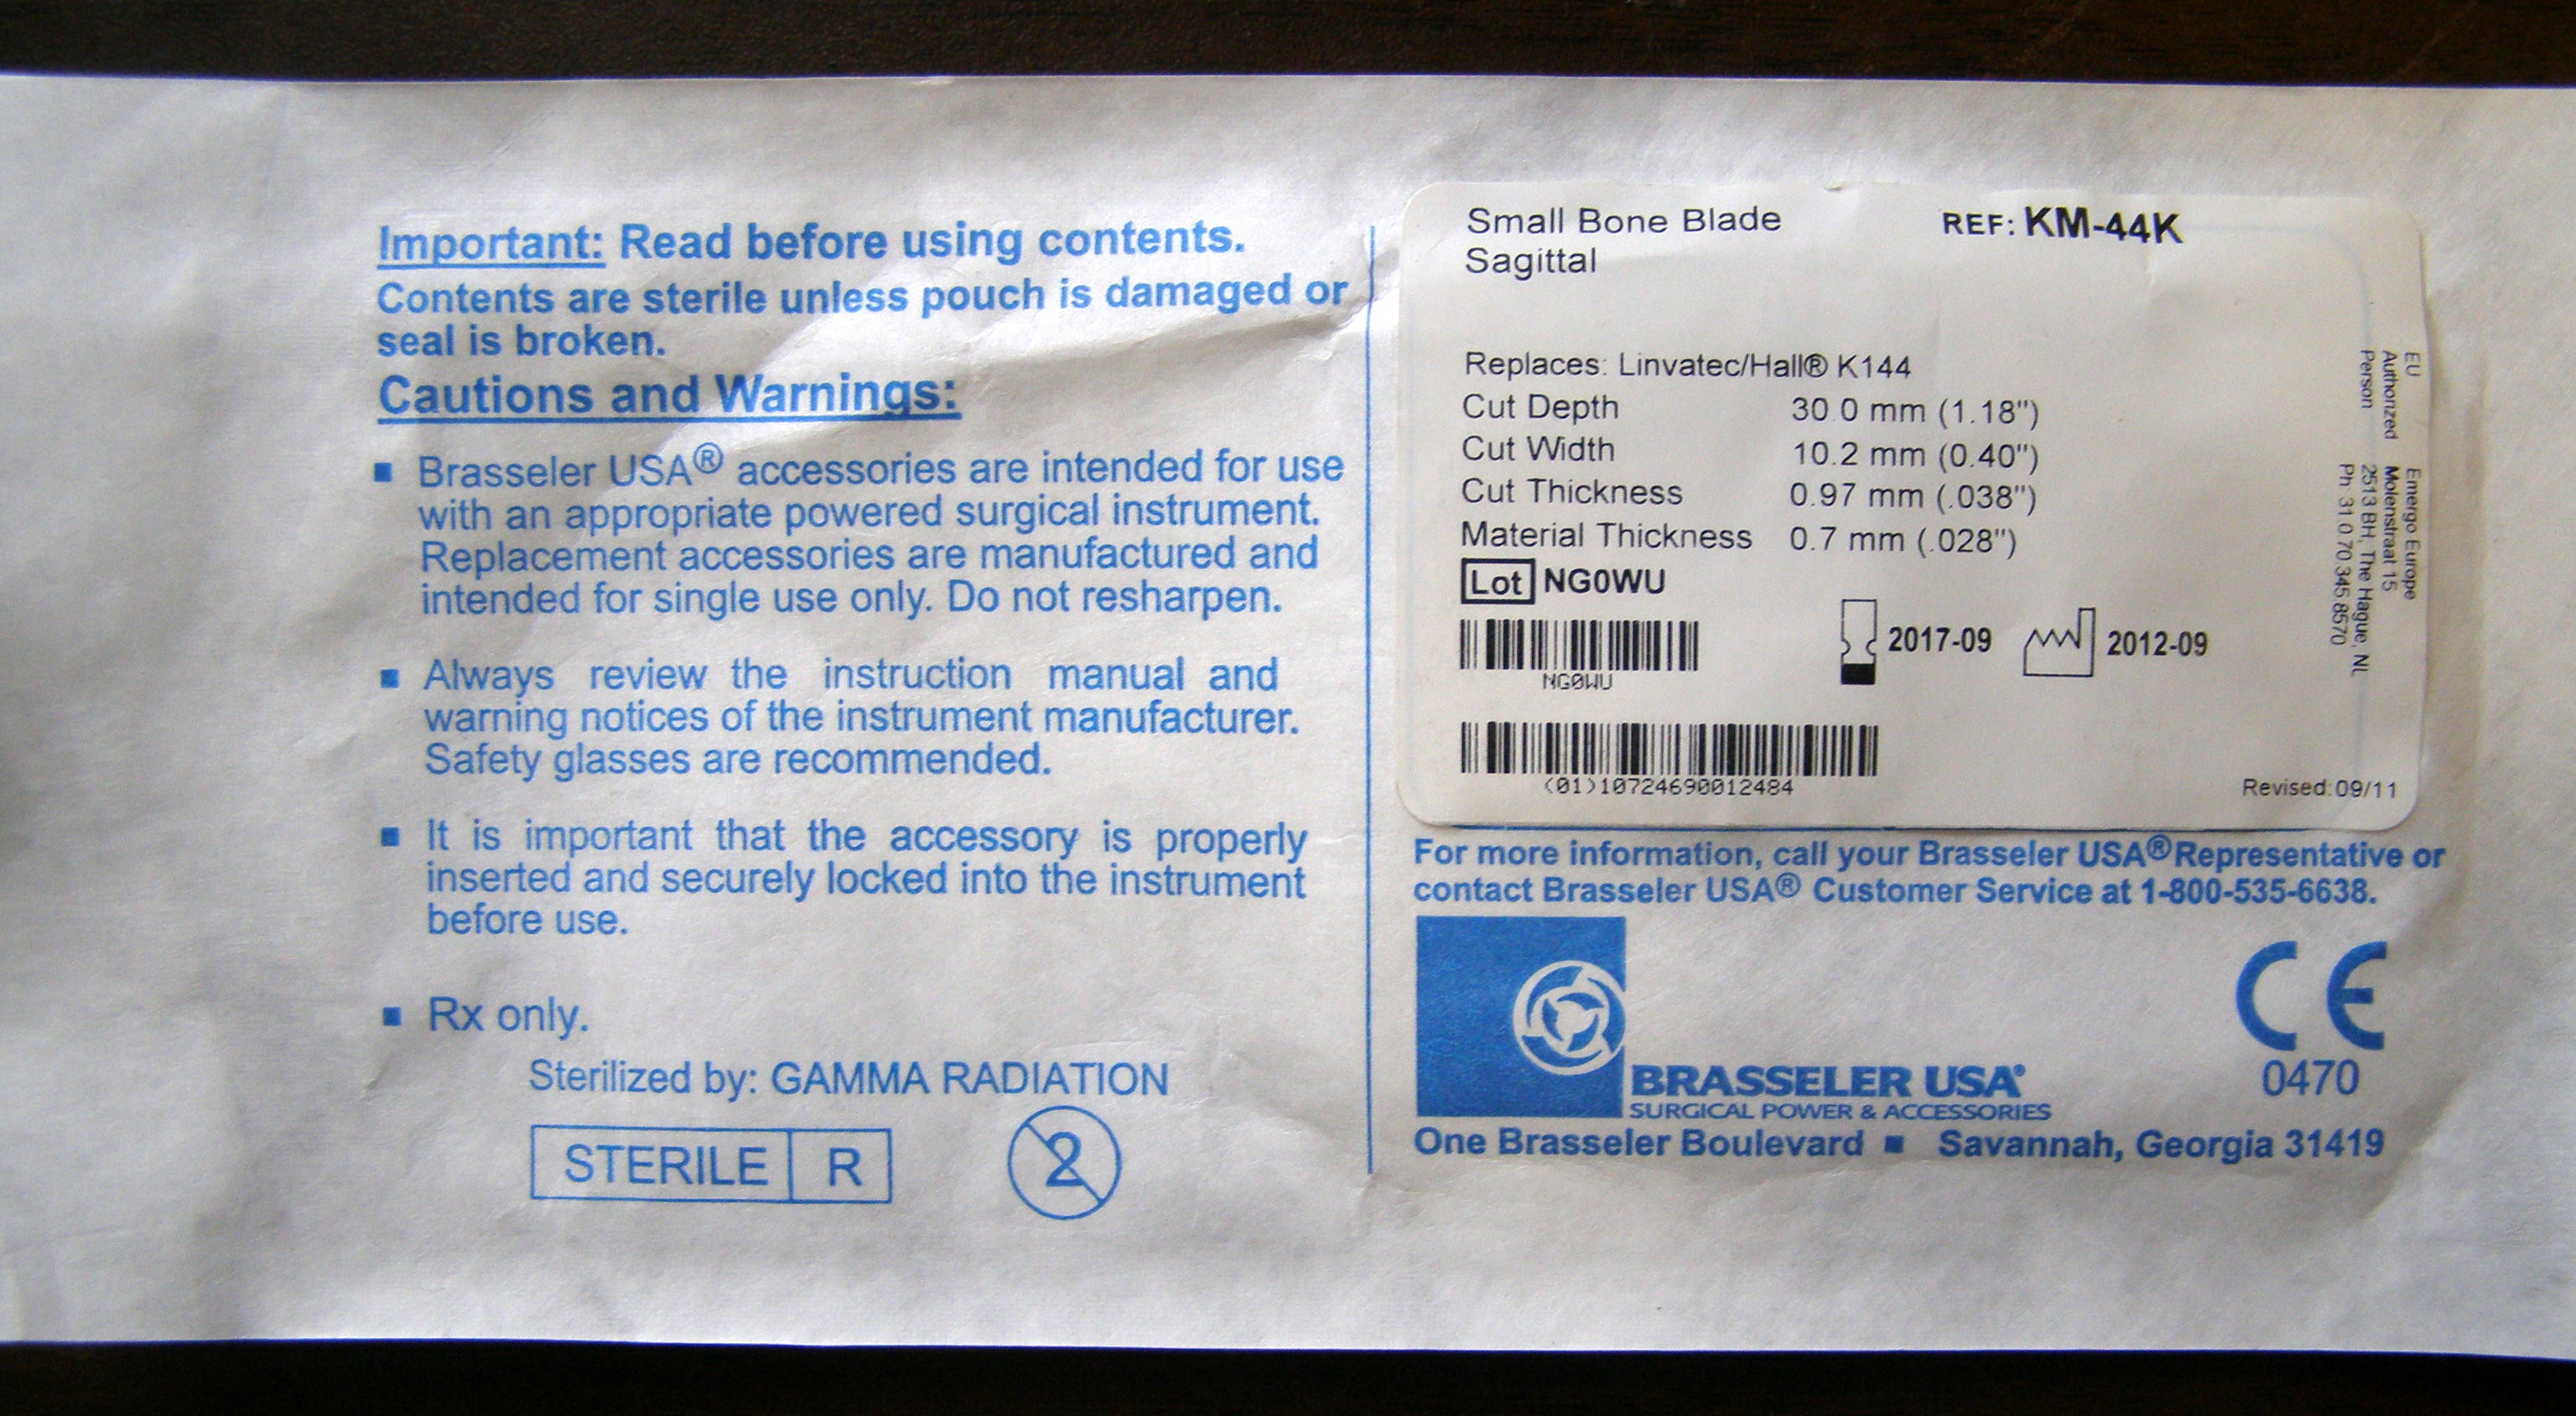 Important: Read before using contents.
Contents are sterile unless pouch is damaged or
seal is broken.
Cautions and Warnings:
▪ Brasseler USA® accessories are intended for use
with an appropriate powered surgical instrument.
Replacement accessories are manufactured and
intended for single use only. Do not resharpen.
▪ Always review the instruction manual and
warning notices of the instrument manufacturer.
Safety glasses are recommended.
▪ It is important that the accessory is properly
inserted and securely locked into the instrument
before use.
▪ Rx only.
Sterilized by: GAMMA RADIATION
STERILE R
2
Small Bone Blade REF: KM-44K
Sagittal
Replaces: Linvatec/Hall® K144
Cut Depth 30 0 mm (1.18")
Cut Width 10.2 mm (0.40")
Cut Thickness 0.97 mm (.038")
Material Thickness 0.7 mm (.028")
Lot NG0WU
NG0WU
2017-09 2012-09
(01)10724690012484
EU Emergo Europe
Authorized Molenstraat 15
Person 2513 BH, The Hague, NL
Ph 31.0.70.345.8570
Revised:09/11
For more information, call your Brasseler USA® Representative or
contact Brasseler USA® Customer Service at 1-800-535-6638.
BRASSELER USA®
SURGICAL POWER & ACCESSORIES
CE
0470
One Brasseler Boulevard ▪ Savannah, Georgia 31419